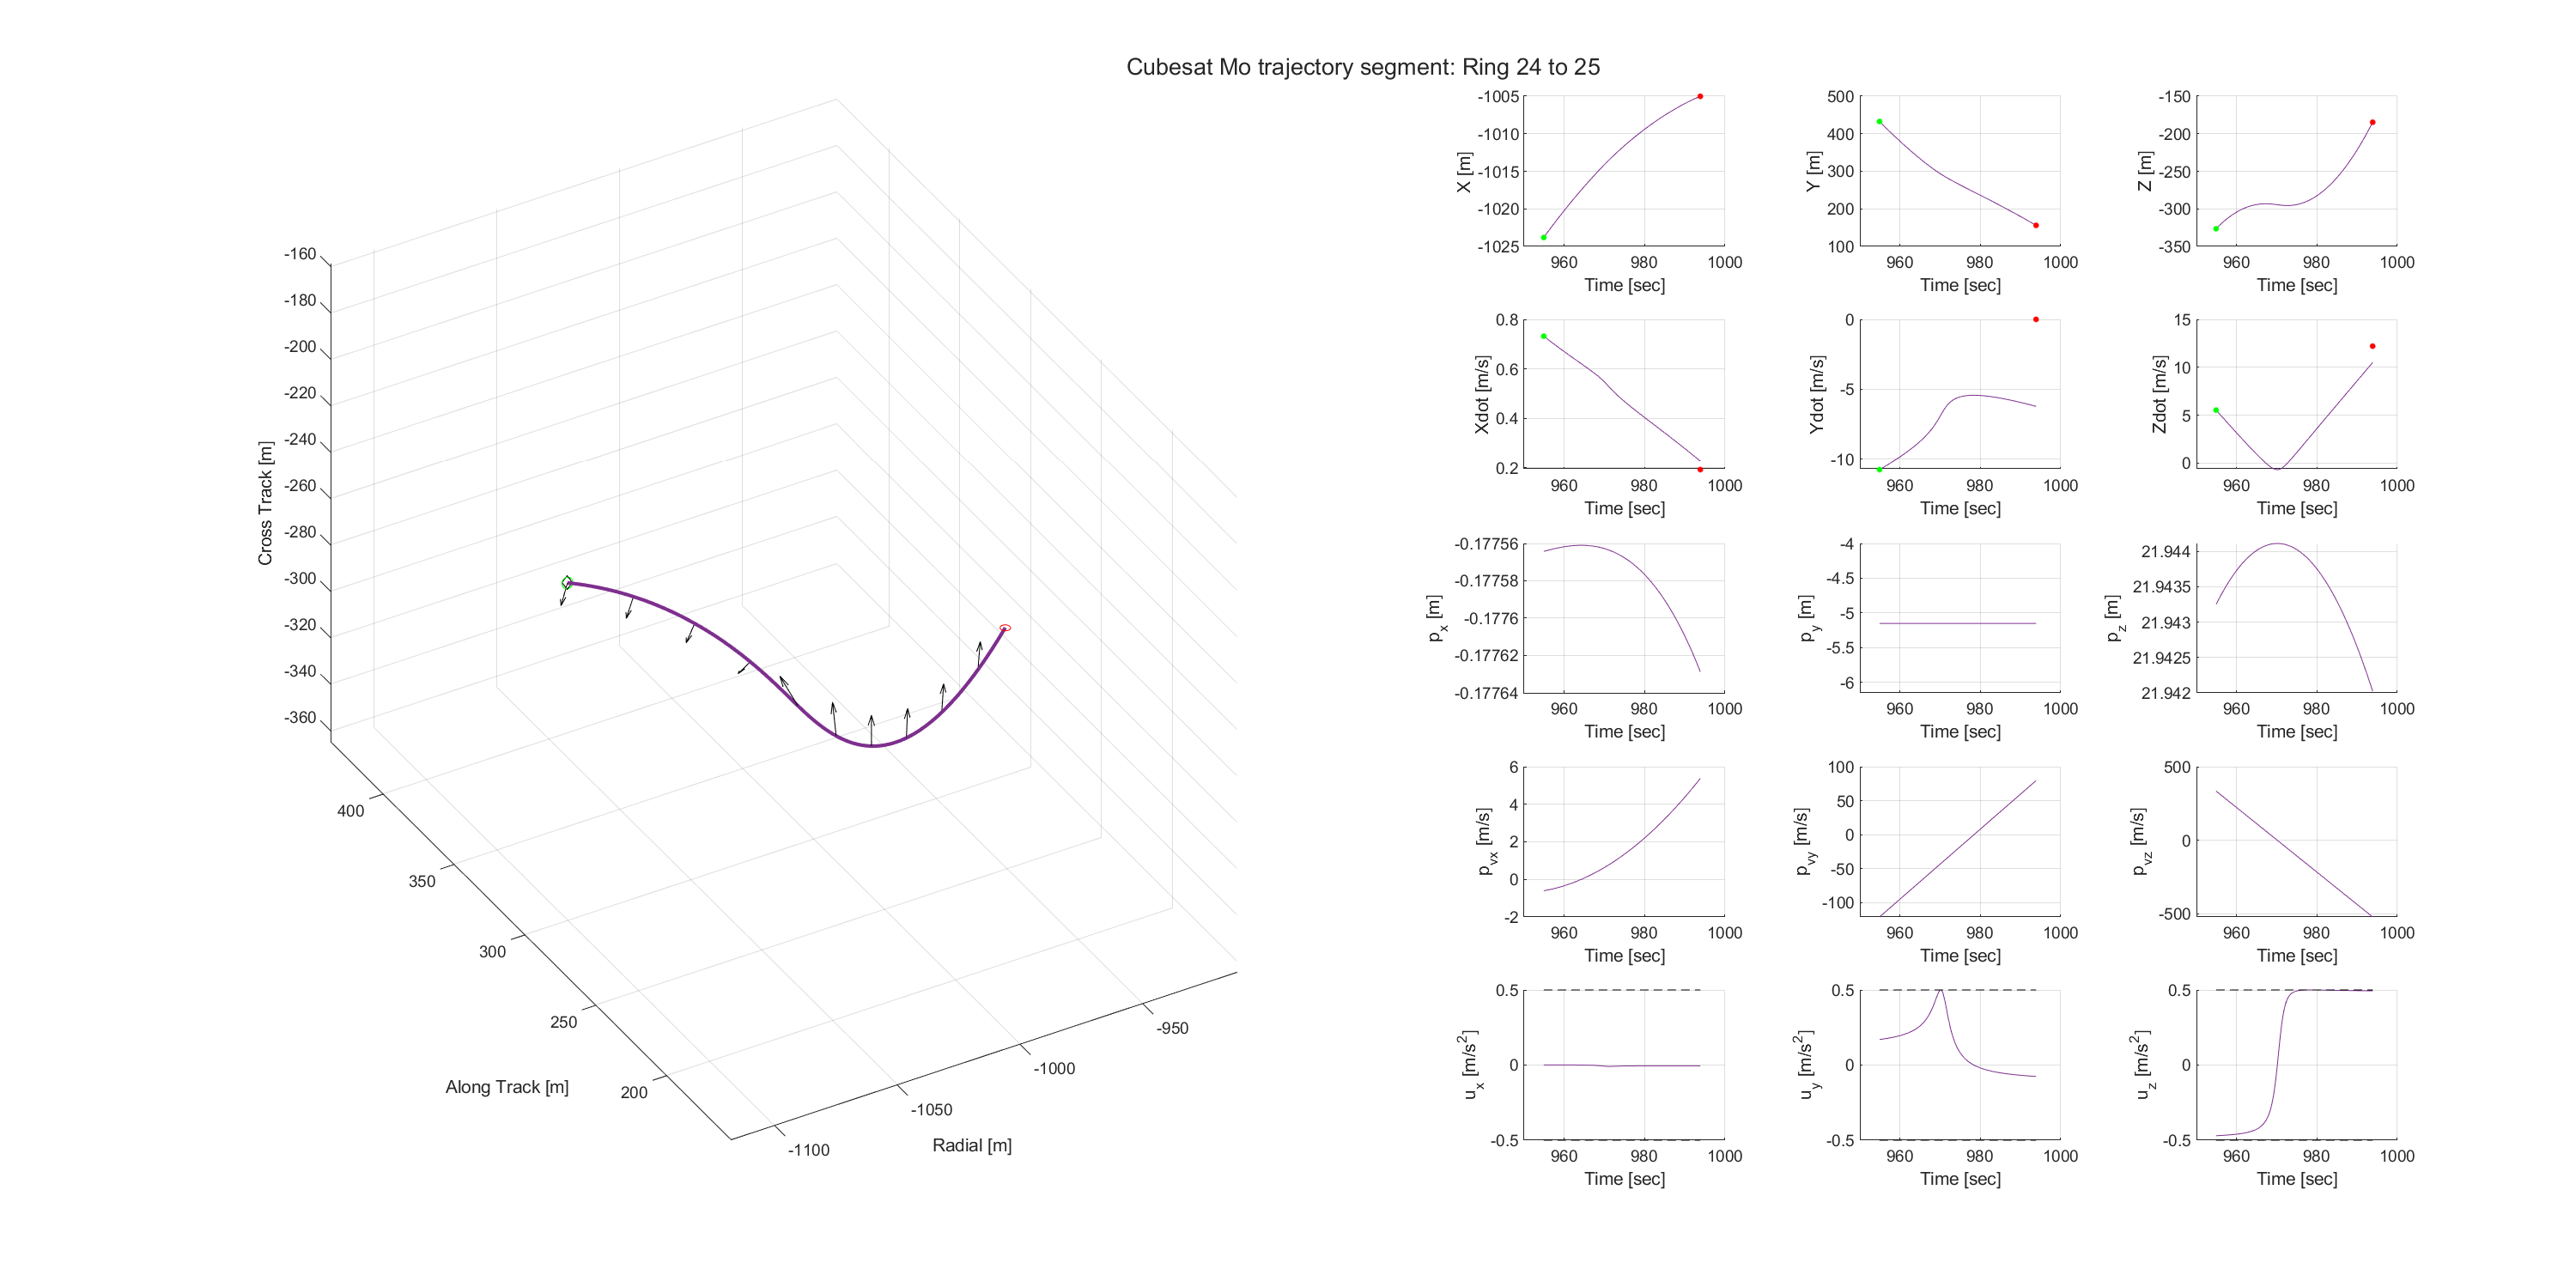 Cubesat Mo trajectory segment: Ring 24 to 25
-160
-180
-200
-220
-240
-260
-280
-300
-320
-340
-360
Cross Track [m]
400
350
300
250
200
Along Track [m]
-1100
-1050
-1000
-950
Radial [m]
-1005
-1010
-1015
-1020
-1025
X [m]
960 980 1000
Time [sec]
500
400
300
200
100
Y [m]
960 980 1000
Time [sec]
-150
-200
-250
-300
-350
Z [m]
960 980 1000
Time [sec]
0.8
0.6
0.4
0.2
Xdot [m/s]
960 980 1000
Time [sec]
0
-5
-10
Ydot [m/s]
960 980 1000
Time [sec]
15
10
5
0
Zdot [m/s]
960 980 1000
Time [sec]
-0.17756
-0.17758
-0.1776
-0.17762
-0.17764
p_x [m]
960 980 1000
Time [sec]
-4
-4.5
-5
-5.5
-6
p_y [m]
960 980 1000
Time [sec]
21.944
21.9435
21.943
21.9425
21.942
p_z [m]
960 980 1000
Time [sec]
6
4
2
0
-2
p_vx [m/s]
960 980 1000
Time [sec]
100
50
0
-50
-100
p_vy [m/s]
960 980 1000
Time [sec]
500
0
-500
p_vz [m/s]
960 980 1000
Time [sec]
0.5
0
-0.5
u_x [m/s²]
960 980 1000
Time [sec]
0.5
0
-0.5
u_y [m/s²]
960 980 1000
Time [sec]
0.5
0
-0.5
u_z [m/s²]
960 980 1000
Time [sec]